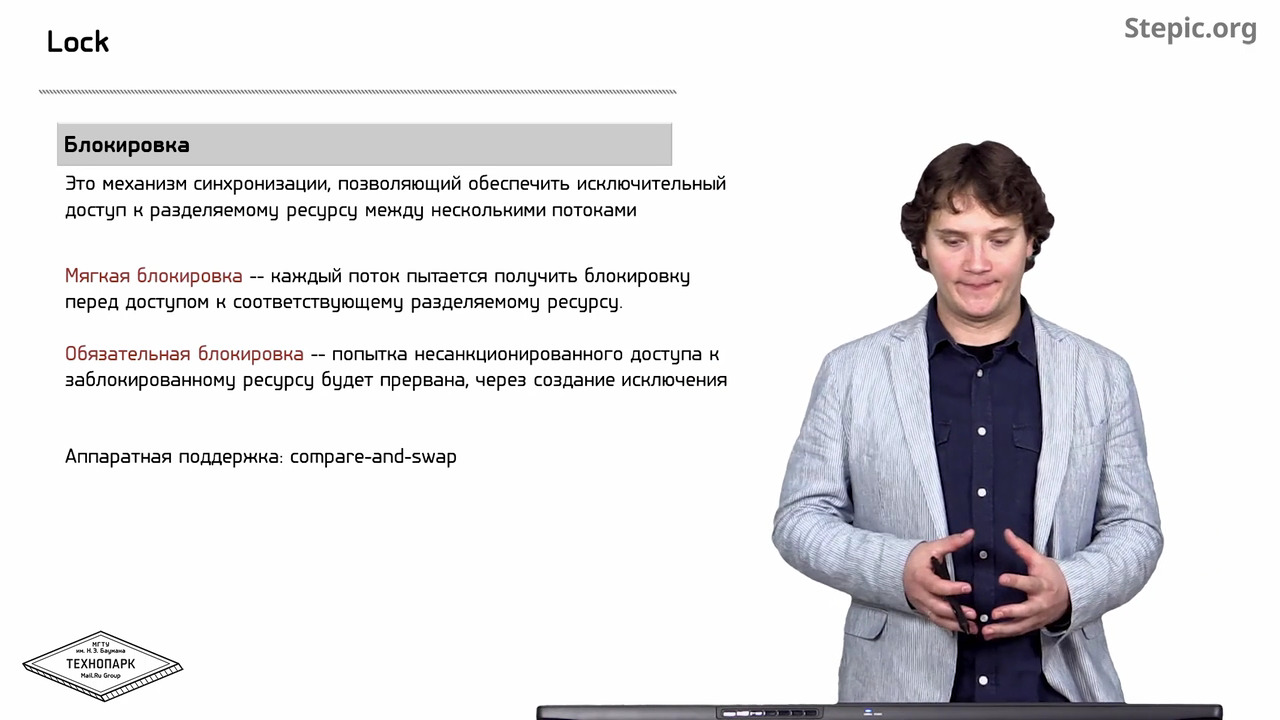 Lock
Stepic.org
Блокировка
Это механизм синхронизации, позволяющий обеспечить исключительный
доступ к разделяемому ресурсу между несколькими потоками
Мягкая блокировка -- каждый поток пытается получить блокировку
перед доступом к соответствующему разделяемому ресурсу.
Обязательная блокировка -- попытка несанкционированного доступа к
заблокированному ресурсу будет прервана, через создание исключения
Аппаратная поддержка: compare-and-swap
МГТУ
им. Н.Э. Баумана
ТЕХНОПАРК
Mail.Ru Group